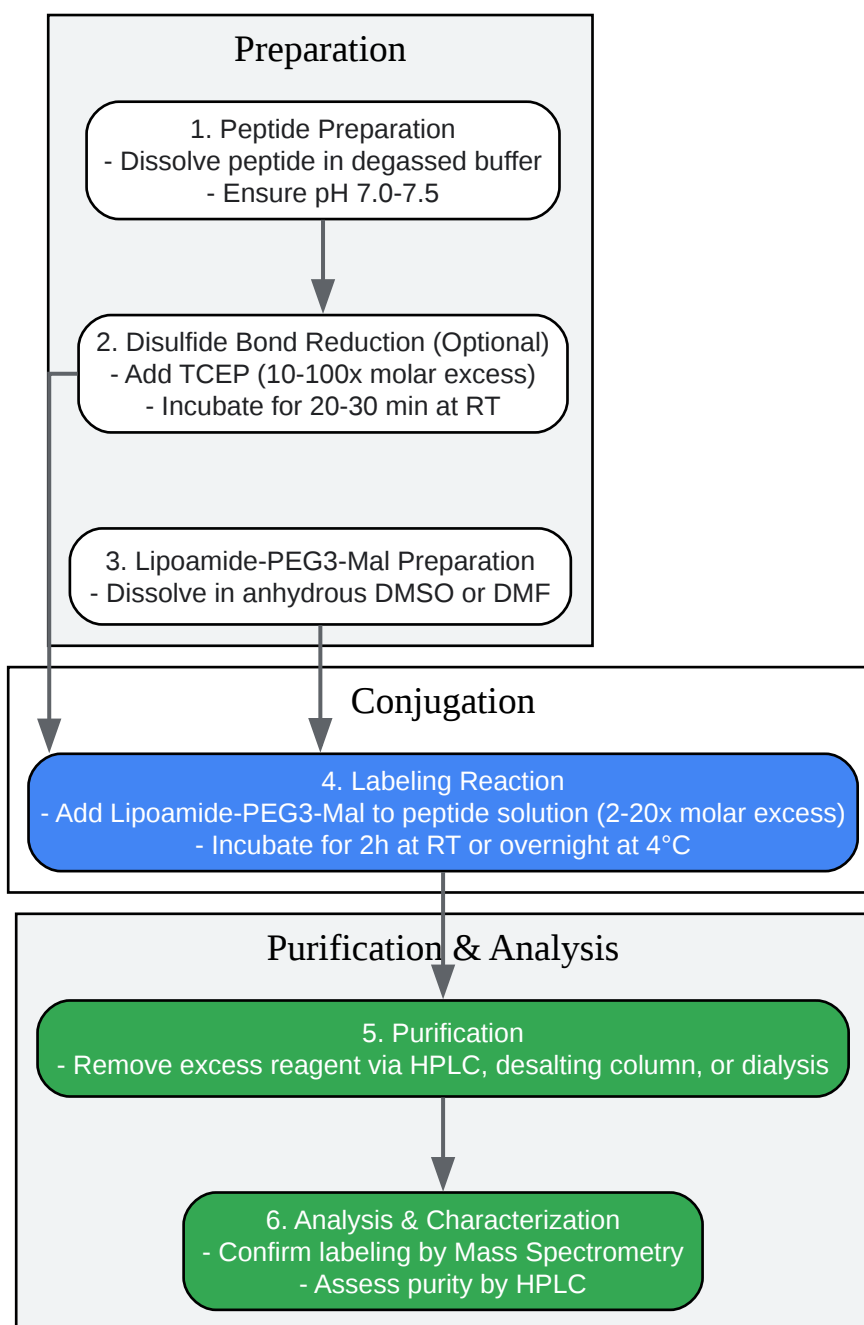 Preparation
1. Peptide Preparation
- Dissolve peptide in degassed buffer
- Ensure pH 7.0-7.5
2. Disulfide Bond Reduction (Optional)
- Add TCEP (10-100x molar excess)
- Incubate for 20-30 min at RT
3. Lipoamide-PEG3-Mal Preparation
- Dissolve in anhydrous DMSO or DMF
Conjugation
4. Labeling Reaction
- Add Lipoamide-PEG3-Mal to peptide solution (2-20x molar excess)
- Incubate for 2h at RT or overnight at 4°C
Purification & Analysis
5. Purification
- Remove excess reagent via HPLC, desalting column, or dialysis
6. Analysis & Characterization
- Confirm labeling by Mass Spectrometry
- Assess purity by HPLC